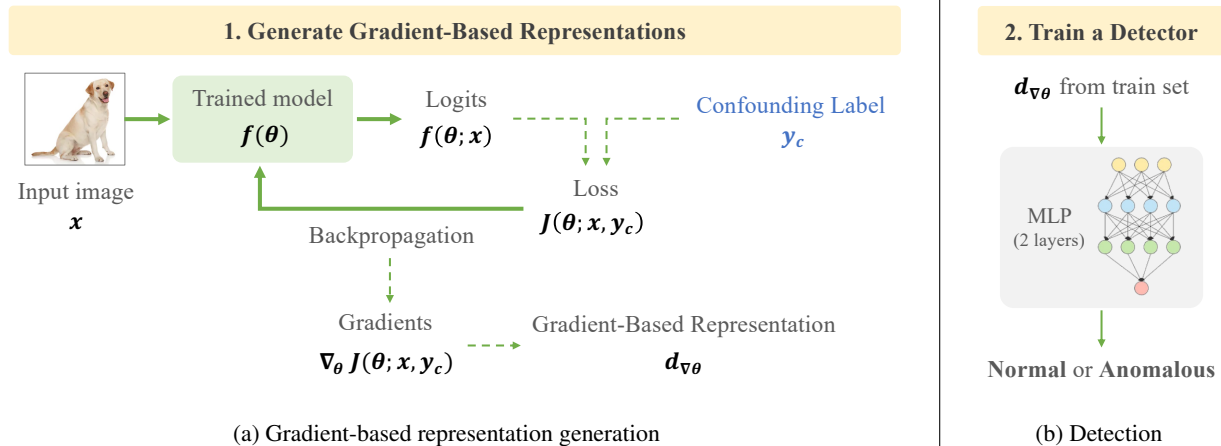 1. Generate Gradient-Based Representations
Trained model
f(θ)
Logits
f(θ; x)
Confounding Label
y_c
Input image
x
Loss
J(θ; x, y_c)
Backpropagation
Gradients
∇_θ J(θ; x, y_c)
Gradient-Based Representation
d_∇θ
(a) Gradient-based representation generation
2. Train a Detector
d_∇θ from train set
MLP
(2 layers)
Normal or Anomalous
(b) Detection